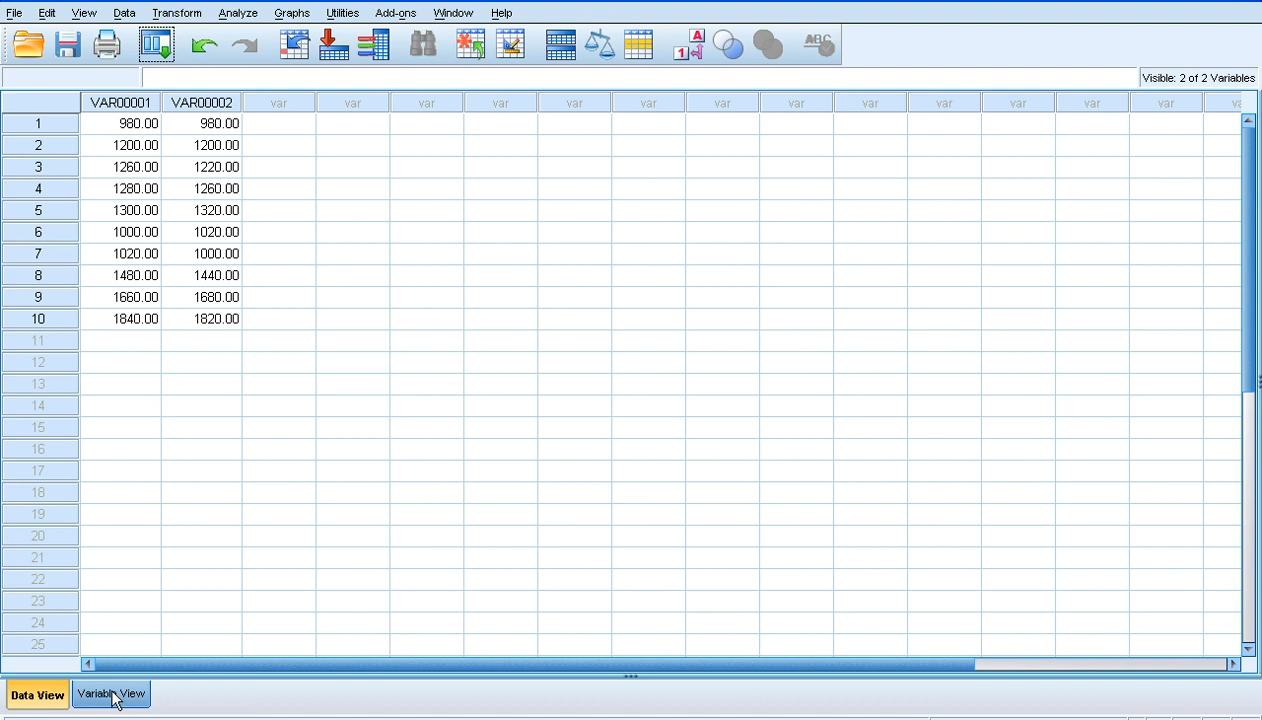 File Edit View Data Transform Analyze Graphs Utilities Add-ons Window Help
A
1
ABC
Visible: 2 of 2 Variables
VAR00001 VAR00002 var var var var var var var var var var var var var
1 980.00 980.00
2 1200.00 1200.00
3 1260.00 1220.00
4 1280.00 1260.00
5 1300.00 1320.00
6 1000.00 1020.00
7 1020.00 1000.00
8 1480.00 1440.00
9 1660.00 1680.00
10 1840.00 1820.00
11
12
13
14
15
16
17
18
19
20
21
22
23
24
25
Data View Variable View